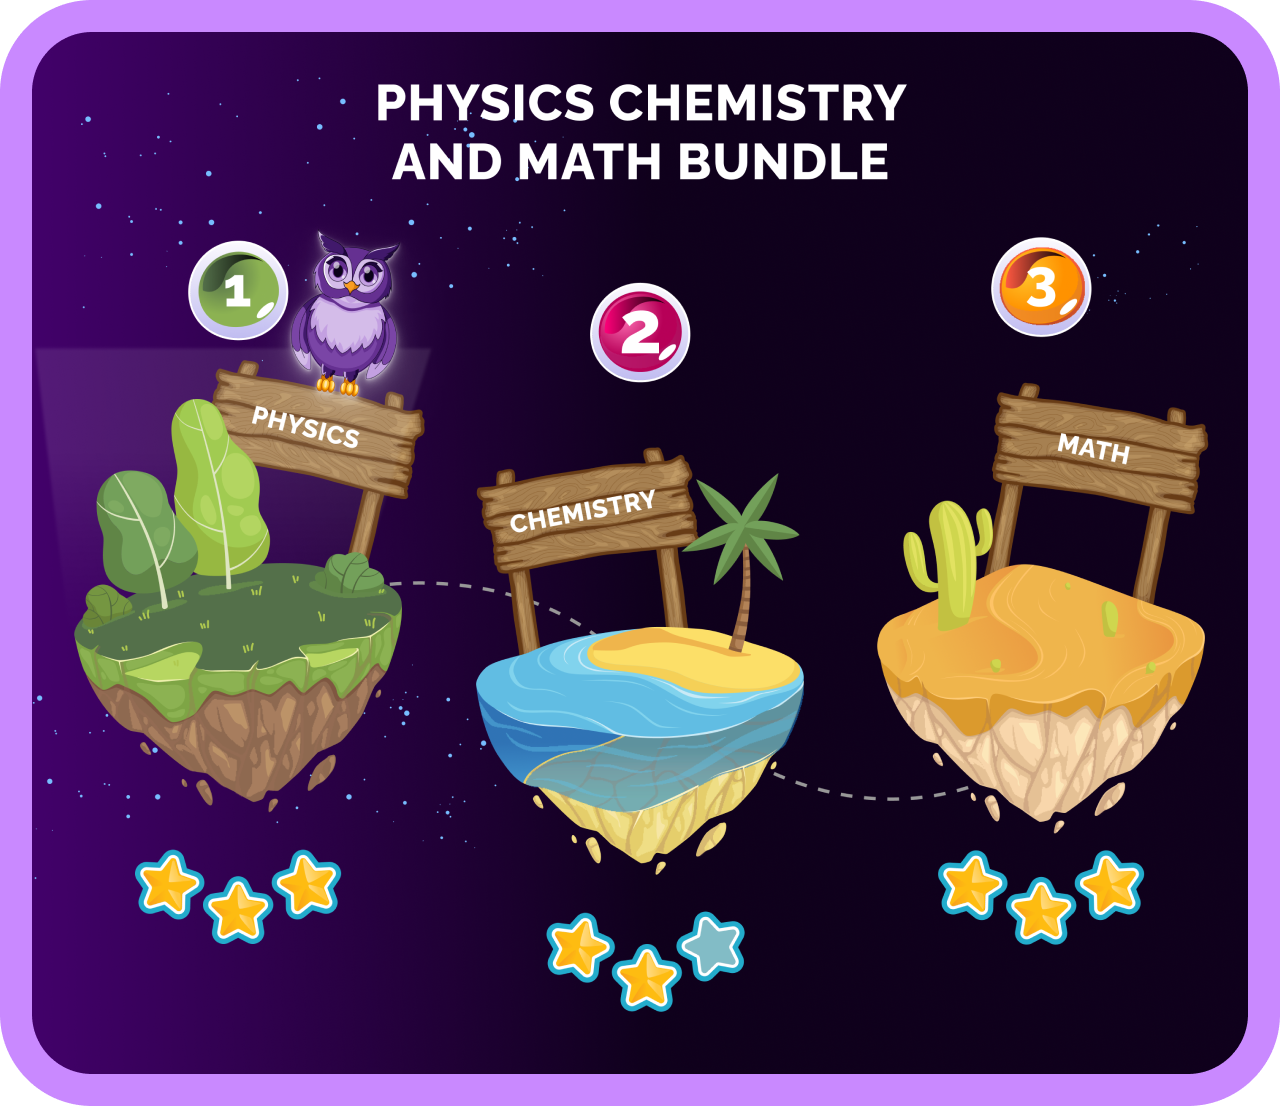 PHYSICS CHEMISTRY
AND MATH BUNDLE
1
PHYSICS
2
CHEMISTRY
3
MATH